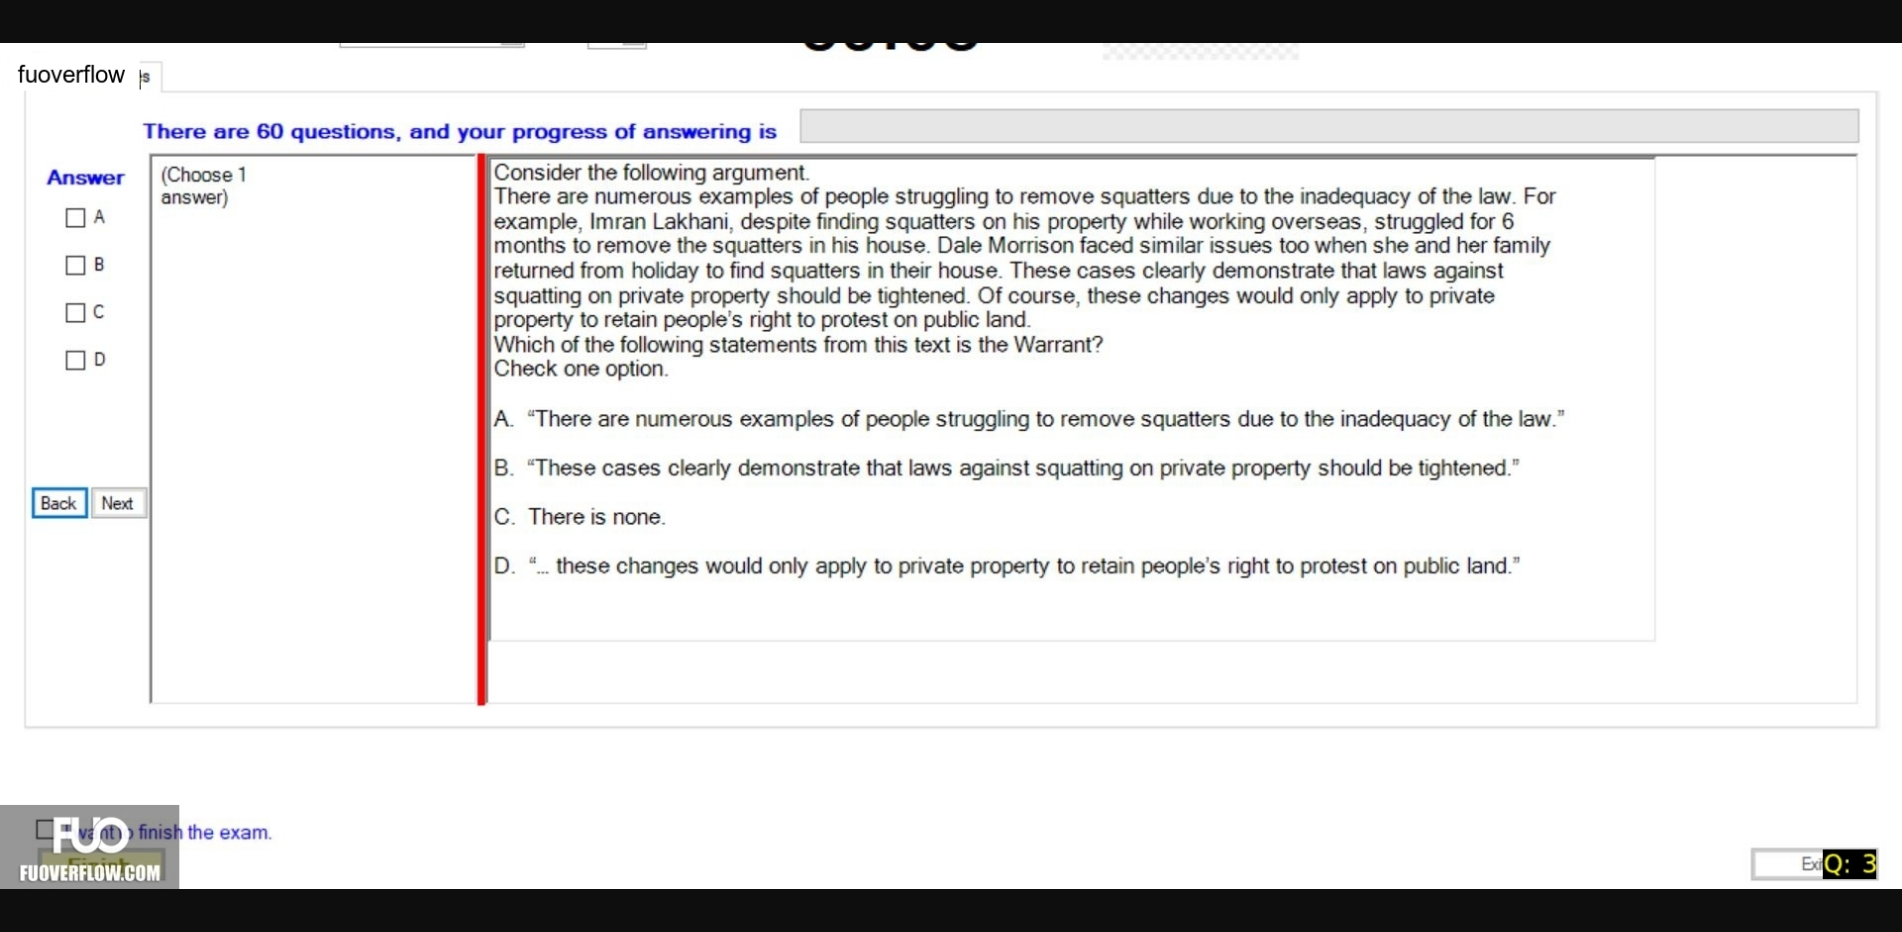 fuoverflow
There are 60 questions, and your progress of answering is
Answer
A
B
C
D
Back Next
(Choose 1
answer)
Consider the following argument.
There are numerous examples of people struggling to remove squatters due to the inadequacy of the law. For
example, Imran Lakhani, despite finding squatters on his property while working overseas, struggled for 6
months to remove the squatters in his house. Dale Morrison faced similar issues too when she and her family
returned from holiday to find squatters in their house. These cases clearly demonstrate that laws against
squatting on private property should be tightened. Of course, these changes would only apply to private
property to retain people’s right to protest on public land.
Which of the following statements from this text is the Warrant?
Check one option.
A. “There are numerous examples of people struggling to remove squatters due to the inadequacy of the law.”
B. “These cases clearly demonstrate that laws against squatting on private property should be tightened.”
C. There is none.
D. “... these changes would only apply to private property to retain people’s right to protest on public land.”
want to finish the exam.
FUO
FUOVERFLOW.COM
Q: 3